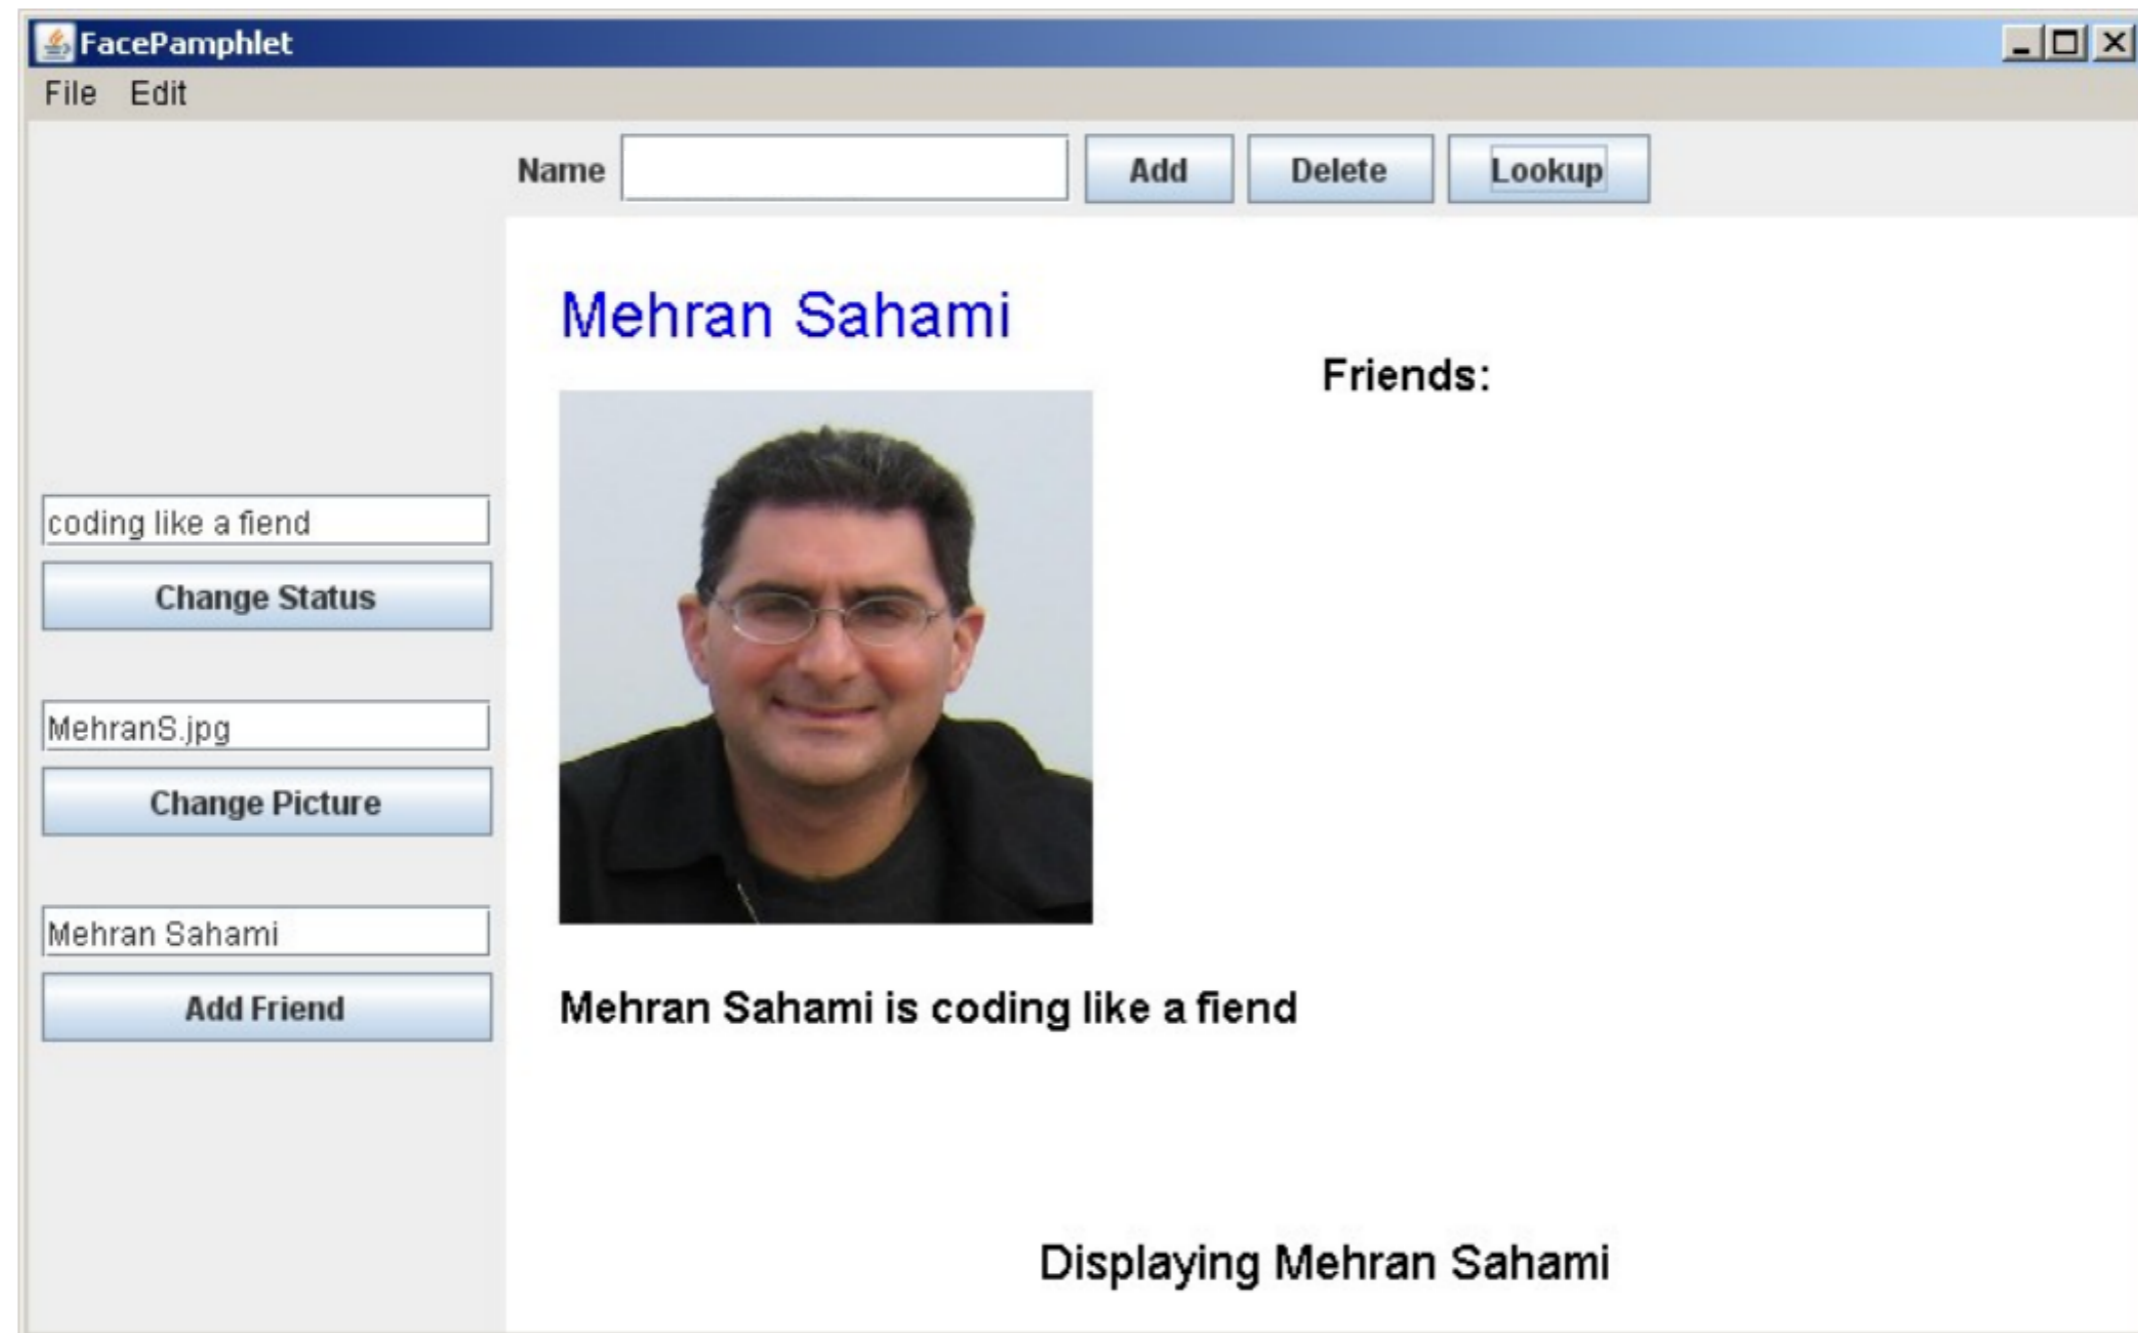 FacePamphlet
File Edit
Name Add Delete Lookup
Mehran Sahami
Friends:
coding like a fiend
Change Status
MehranS.jpg
Change Picture
Mehran Sahami
Add Friend
Mehran Sahami is coding like a fiend
Displaying Mehran Sahami